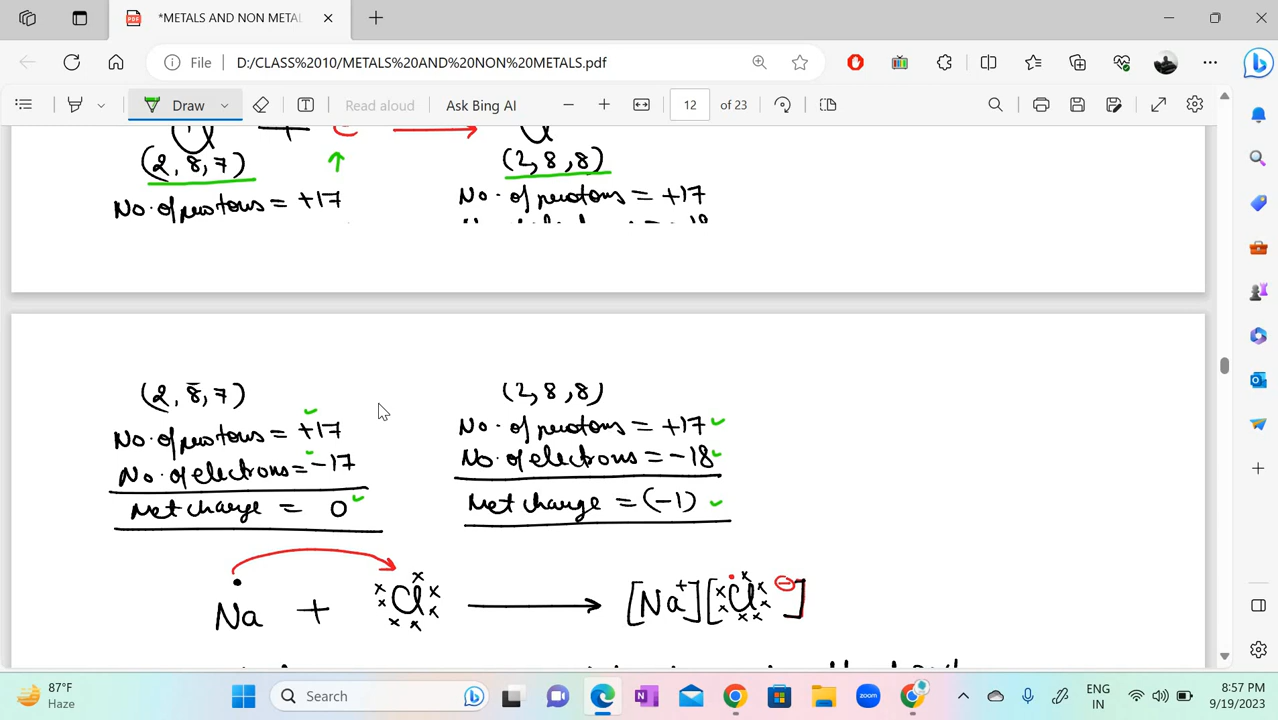 *METALS AND NON METAL
File D:/CLASS%2010/METALS%20AND%20NON%20METALS.pdf
Draw Read aloud Ask Bing AI 12 of 23
+
(2, 8, 7) (2, 8, 8)
No. of protons = +17 No. of protons = +17
(2, 8, 7) (2, 8, 8)
No. of protons = +17 No. of protons = +17
No. of electrons = -17 No. of electrons = -18
Net charge = 0 Net charge = (-1)
Na + Cl [Na+] [Cl -]
87°F
Haze
Search
zoom
ENG
IN
8:57 PM
9/19/2023